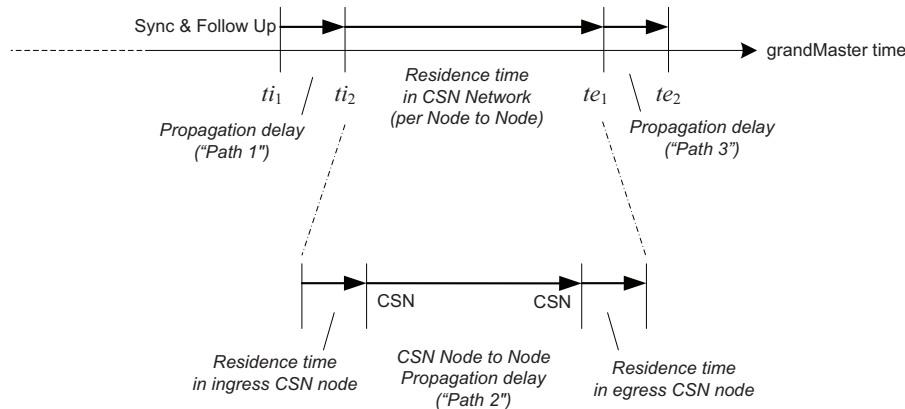 Sync & Follow Up
grandMaster time
ti1
ti2
te1
te2
Residence time
in CSN Network
(per Node to Node)
Propagation delay
(“Path 1")
Propagation delay
(“Path 3”)
CSN
CSN
Residence time
in ingress CSN node
CSN Node to Node
Propagation delay
(“Path 2")
Residence time
in egress CSN node